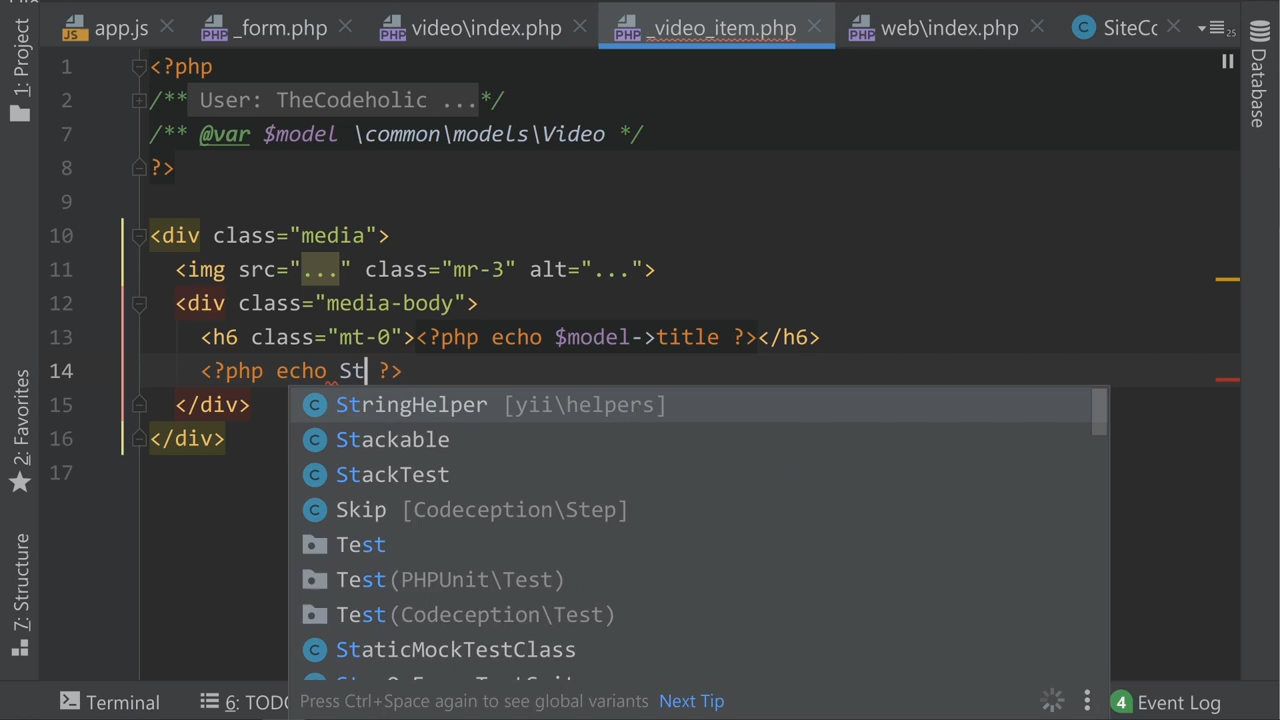 app.js
_form.php
video\index.php
_video_item.php
web\index.php
SiteCc
25
1: Project
2: Favorites
7: Structure
Database
1 <?php
2 /** User: TheCodeholic ...*/
7 /** @var $model \common\models\Video */
8 ?>
9
10 <div class="media">
11 <img src="..." class="mr-3" alt="...">
12 <div class="media-body">
13 <h6 class="mt-0"><?php echo $model->title ?></h6>
14 <?php echo St ?>
15 </div>
16 </div>
17
StringHelper [yii\helpers]
Stackable
StackTest
Skip [Codeception\Step]
Test
Test(PHPUnit\Test)
Test(Codeception\Test)
StaticMockTestClass
Press Ctrl+Space again to see global variants Next Tip
Terminal
6: TODO
4 Event Log